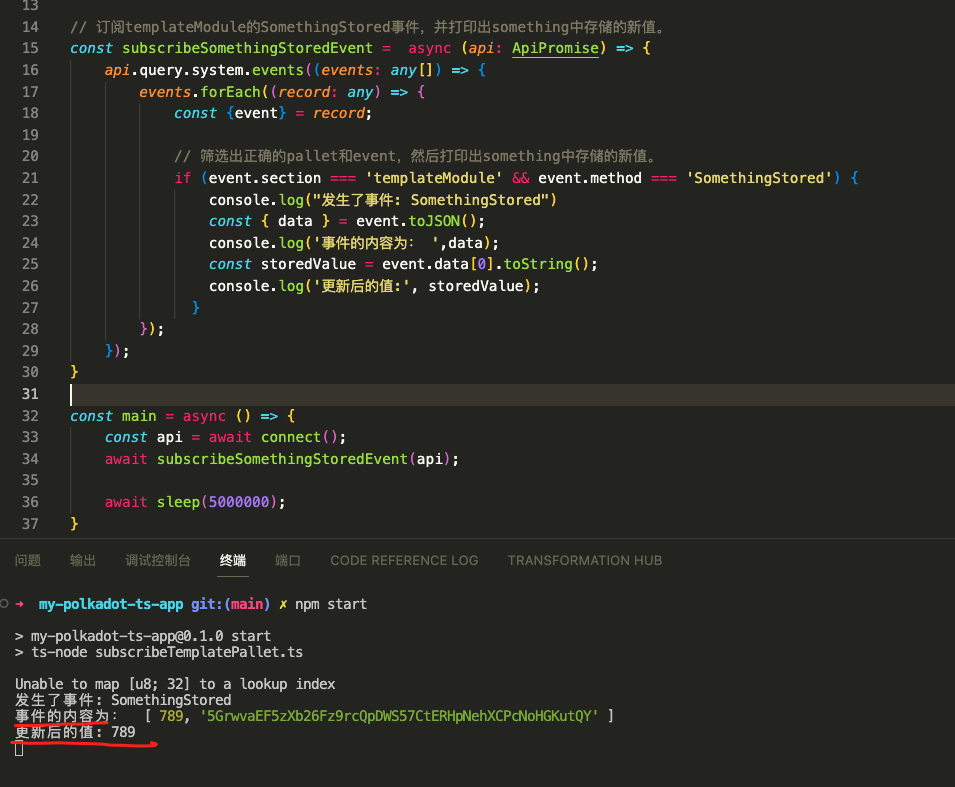 13
14 // 订阅templateModule的SomethingStored事件，并打印出something中存储的新值。
15 const subscribeSomethingStoredEvent = async (api: ApiPromise) => {
16 api.query.system.events((events: any[]) => {
17 events.forEach((record: any) => {
18 const {event} = record;
19
20 // 筛选出正确的pallet和event，然后打印出something中存储的新值。
21 if (event.section === 'templateModule' && event.method === 'SomethingStored') {
22 console.log("发生了事件: SomethingStored")
23 const { data } = event.toJSON();
24 console.log('事件的内容为： ',data);
25 const storedValue = event.data[0].toString();
26 console.log('更新后的值:', storedValue);
27 }
28 });
29 });
30 }
31
32 const main = async () => {
33 const api = await connect();
34 await subscribeSomethingStoredEvent(api);
35
36 await sleep(5000000);
37 }
问题 输出 调试控制台 终端 端口 CODE REFERENCE LOG TRANSFORMATION HUB
➜ my-polkadot-ts-app git:(main) ✗ npm start
> my-polkadot-ts-app@0.1.0 start
> ts-node subscribeTemplatePallet.ts
Unable to map [u8; 32] to a lookup index
发生了事件: SomethingStored
事件的内容为： [ 789, '5GrwvaEF5zXb26Fz9rcQpDWS57CtERHpNehXCPcNoHGKutQY' ]
更新后的值: 789